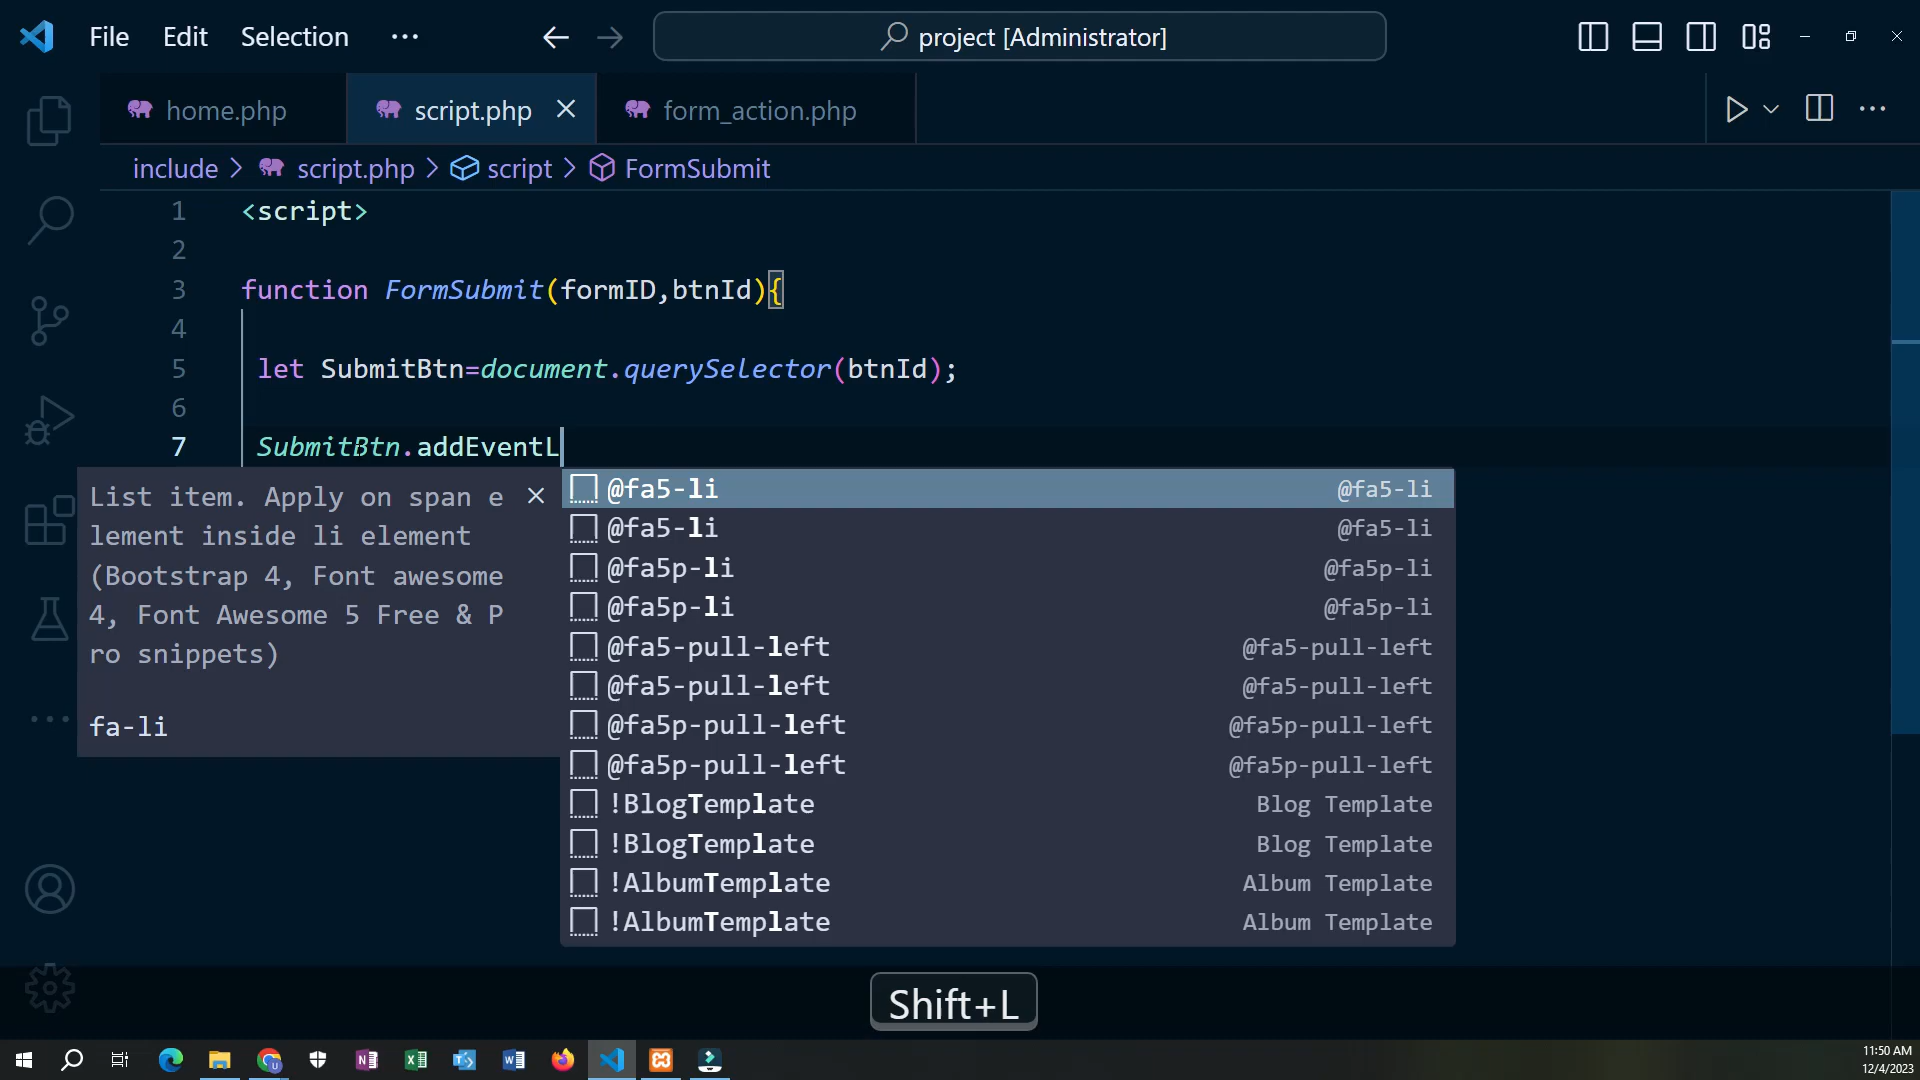 File Edit Selection ···
project [Administrator]
home.php script.php form_action.php
include > script.php > script > FormSubmit
1 <script>
2
3 function FormSubmit(formID,btnId){
4
5 let SubmitBtn=document.querySelector(btnId);
6
7 SubmitBtn.addEventL
List item. Apply on span e
lement inside li element
(Bootstrap 4, Font awesome
4, Font Awesome 5 Free & P
ro snippets)
fa-li
@fa5-li @fa5-li
@fa5-li @fa5-li
@fa5p-li @fa5p-li
@fa5p-li @fa5p-li
@fa5-pull-left @fa5-pull-left
@fa5-pull-left @fa5-pull-left
@fa5p-pull-left @fa5p-pull-left
@fa5p-pull-left @fa5p-pull-left
!BlogTemplate Blog Template
!BlogTemplate Blog Template
!AlbumTemplate Album Template
!AlbumTemplate Album Template
Shift+L
11:50 AM
12/4/2023